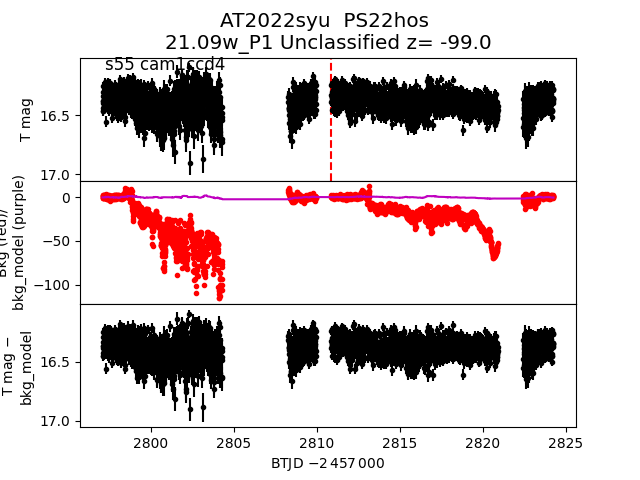 AT2022syu PS22hos
21.09w_P1 Unclassified z= -99.0
s55 cam1ccd4
T mag
16.5
17.0
Bkg (red)/
bkg_model (purple)
0
−50
−100
T mag −
bkg_model
16.5
17.0
2800 2805 2810 2815 2820 2825
BTJD −2 457 000